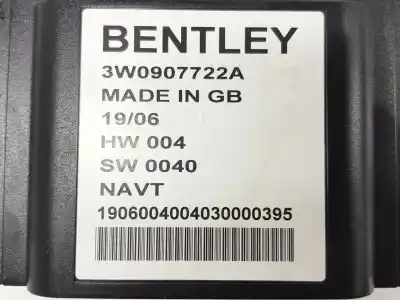 BENTLEY
3W0907722A
MADE IN GB
19/06
HW 004
SW 0040
NAVT
1906004004030000395